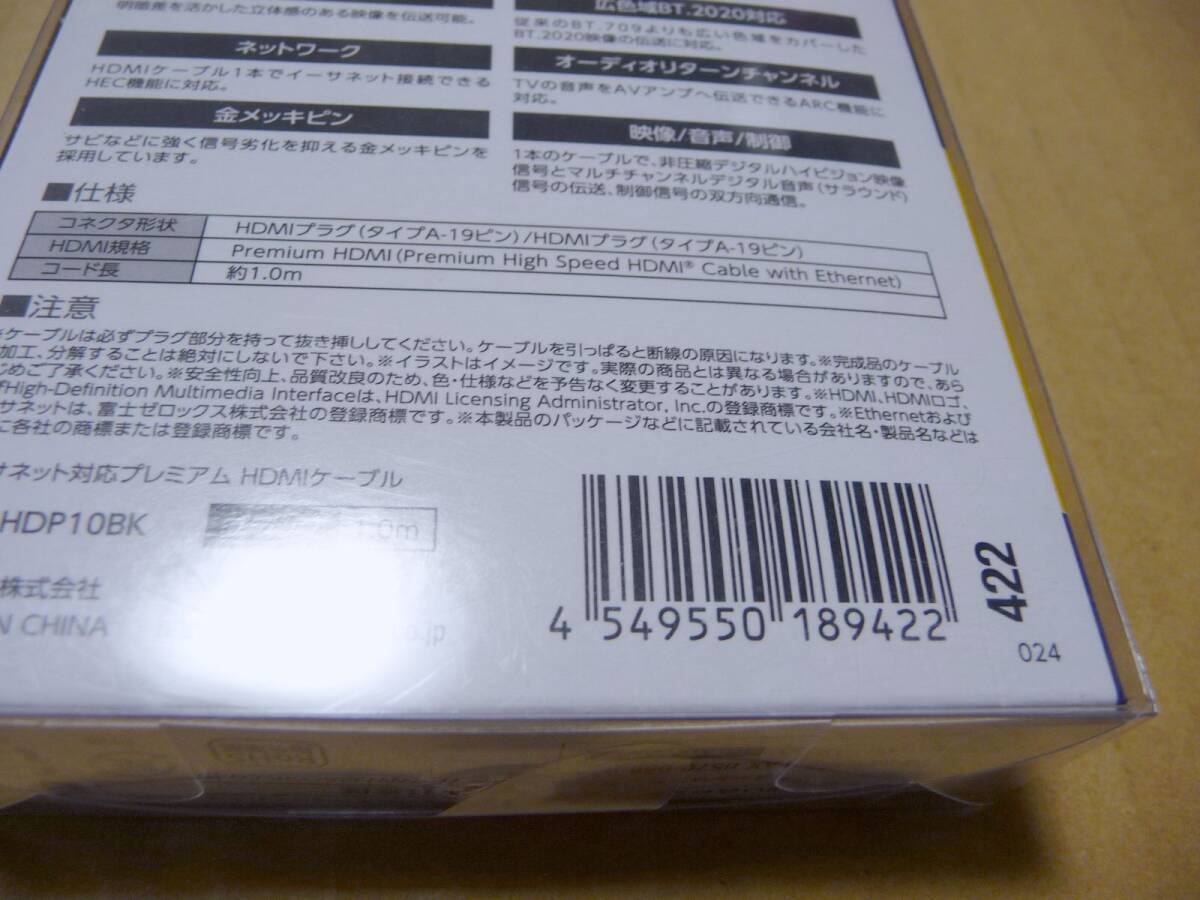 明暗差を活かした立体感のある映像を伝送可能。
ネットワーク
HDMIケーブル1本でイーサネット接続できる
HEC機能に対応。
金メッキピン
サビなどに強く信号劣化を抑える金メッキピンを
採用しています。
広色域BT.2020対応
従来のBT.709よりも広い色域をカバーした
BT.2020映像の伝送に対応。
オーディオリターンチャンネル
TVの音声をAVアンプへ伝送できるARC機能に
対応。
映像/音声/制御
1本のケーブルで、非圧縮デジタルハイビジョン映像
信号とマルチチャンネルデジタル音声(サラウンド)
信号の伝送、制御信号の双方向通信。
■仕様
コネクタ形状 HDMIプラグ(タイプA-19ピン)/HDMIプラグ(タイプA-19ピン)
HDMI規格 Premium HDMI(Premium High Speed HDMI® Cable with Ethernet)
コード長 約1.0m
■注意
※ケーブルは必ずプラグ部分を持って抜き挿ししてください。ケーブルを引っぱると断線の原因になります。※完成品のケーブル
加工、分解することは絶対にしないで下さい。※イラストはイメージです。実際の商品とは異なる場合がありますので、あら
じめご了承ください。※安全性向上、品質改良のため、色・仕様などを予告なく変更することがあります。※HDMI、HDMIロゴ、
High-Definition Multimedia Interfaceは、HDMI Licensing Administrator, Inc.の登録商標です。※Ethernetおよび
サネットは、富士ゼロックス株式会社の登録商標です。※本製品のパッケージなどに記載されている会社名・製品名などは
に各社の商標または登録商標です。
サネット対応プレミアム HDMIケーブル
HDP10BK
1.0m
株式会社
N CHINA
o.jp
4 549550 189422
422
024